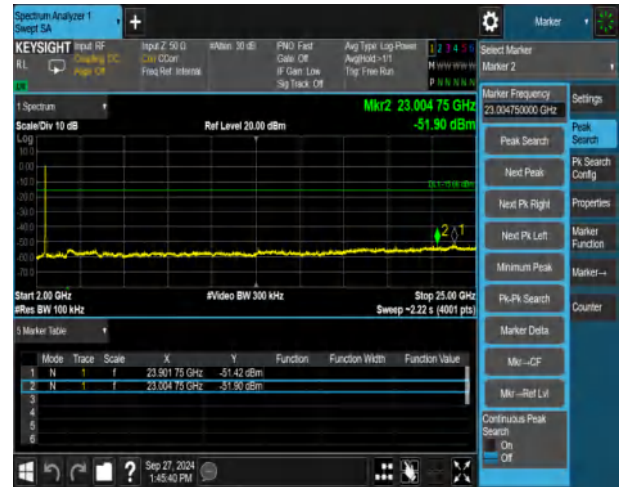 Spectrum Analyzer 1
Swept SA
Marker
KEYSIGHT
RL
Input: RF
Coupling: DC
Align: Off
Input Z: 50 Ω
Corr CCorr
Freq Ref: Internal
#Atten: 30 dB
PNO: Fast
Gate: Off
IF Gain: Low
Sig Track: Off
Avg Type: Log-Power
Avg|Hold:>1/1
Trig: Free Run
1 2 3 4 5 6
M W W W W W
P N N N N N
Select Marker
Marker 2
1 Spectrum
Mkr2 23.004 75 GHz
Scale/Div 10 dB
Ref Level 20.00 dBm
-51.90 dBm
Log
10.0
0.00
-10.0
-20.0
-30.0
-40.0
-50.0
-60.0
-70.0
2
1
Start 2.00 GHz
#Video BW 300 kHz
Stop 25.00 GHz
#Res BW 100 kHz
Sweep ~2.22 s (4001 pts)
5 Marker Table
Mode Trace Scale X Y Function Function Width Function Value
1 N 1 f 23.901 75 GHz -51.42 dBm
2 N 1 f 23.004 75 GHz -51.90 dBm
3
4
5
6
Sep 27, 2024
1:45:40 PM
Marker Frequency
23.004750000 GHz
Peak Search
Next Peak
Next Pk Right
Next Pk Left
Minimum Peak
Pk-Pk Search
Marker Delta
Mkr→CF
Mkr→Ref Lvl
Continuous Peak
Search
On
Off
Settings
Peak
Search
Pk Search
Config
Properties
Marker
Function
Marker→
Counter